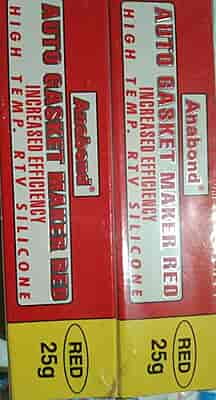 Anabond®
AUTO GASKET MAKER RED
INCREASED EFFICIENCY
HIGH TEMP. RTV SILICONE
RED
25g
Anabond®
AUTO GASKET MAKER RED
INCREASED EFFICIENCY
HIGH TEMP. RTV SILICONE
RED
25g